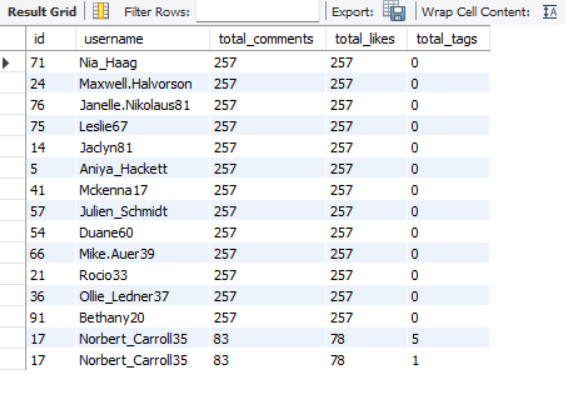 Result Grid Filter Rows: Export: Wrap Cell Content: IA
id username total_comments total_likes total_tags
71 Nia_Haag 257 257 0
24 Maxwell.Halvorson 257 257 0
76 Janelle.Nikolaus81 257 257 0
75 Leslie67 257 257 0
14 Jaclyn81 257 257 0
5 Aniya_Hackett 257 257 0
41 Mckenna17 257 257 0
57 Julien_Schmidt 257 257 0
54 Duane60 257 257 0
66 Mike.Auer39 257 257 0
21 Rocio33 257 257 0
36 Ollie_Ledner37 257 257 0
91 Bethany20 257 257 0
17 Norbert_Carroll35 83 78 5
17 Norbert_Carroll35 83 78 1